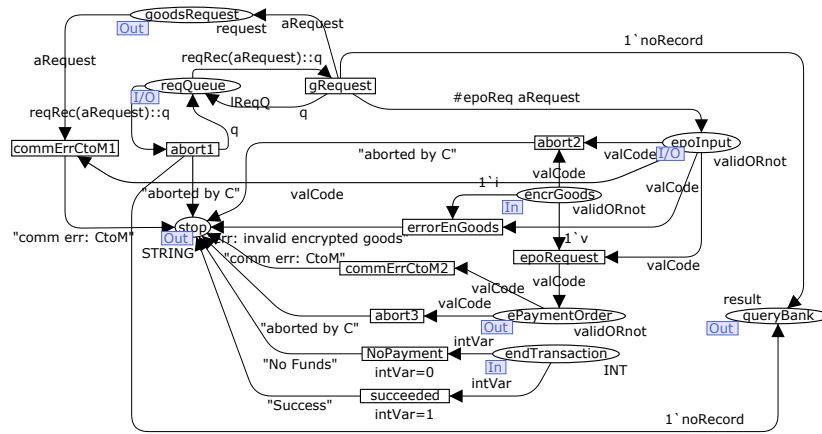 goodsRequest
Out
request
aRequest
1`noRecord
aRequest
reqRec(aRequest)::q
reqQueue
I/O
gRequest
lReqQ
q
#epoReq aRequest
reqRec(aRequest)::q
q
commErrCtoM1
abort1
"aborted by C"
abort2
valCode
epoInput
I/O
validORnot
valCode
valCode
"aborted by C"
valCode
1`i
encrGoods
In
validORnot
stop
Out
STRING
"comm err: CtoM"
err: invalid encrypted goods"
errorEnGoods
1`v
"comm err: CtoM"
epoRequest
valCode
commErrCtoM2
valCode
valCode
valCode
result
queryBank
Out
"aborted by C"
abort3
ePaymentOrder
Out
validORnot
intVar
"No Funds"
NoPayment
intVar=0
endTransaction
In
INT
intVar
"Success"
succeeded
intVar=1
1`noRecord